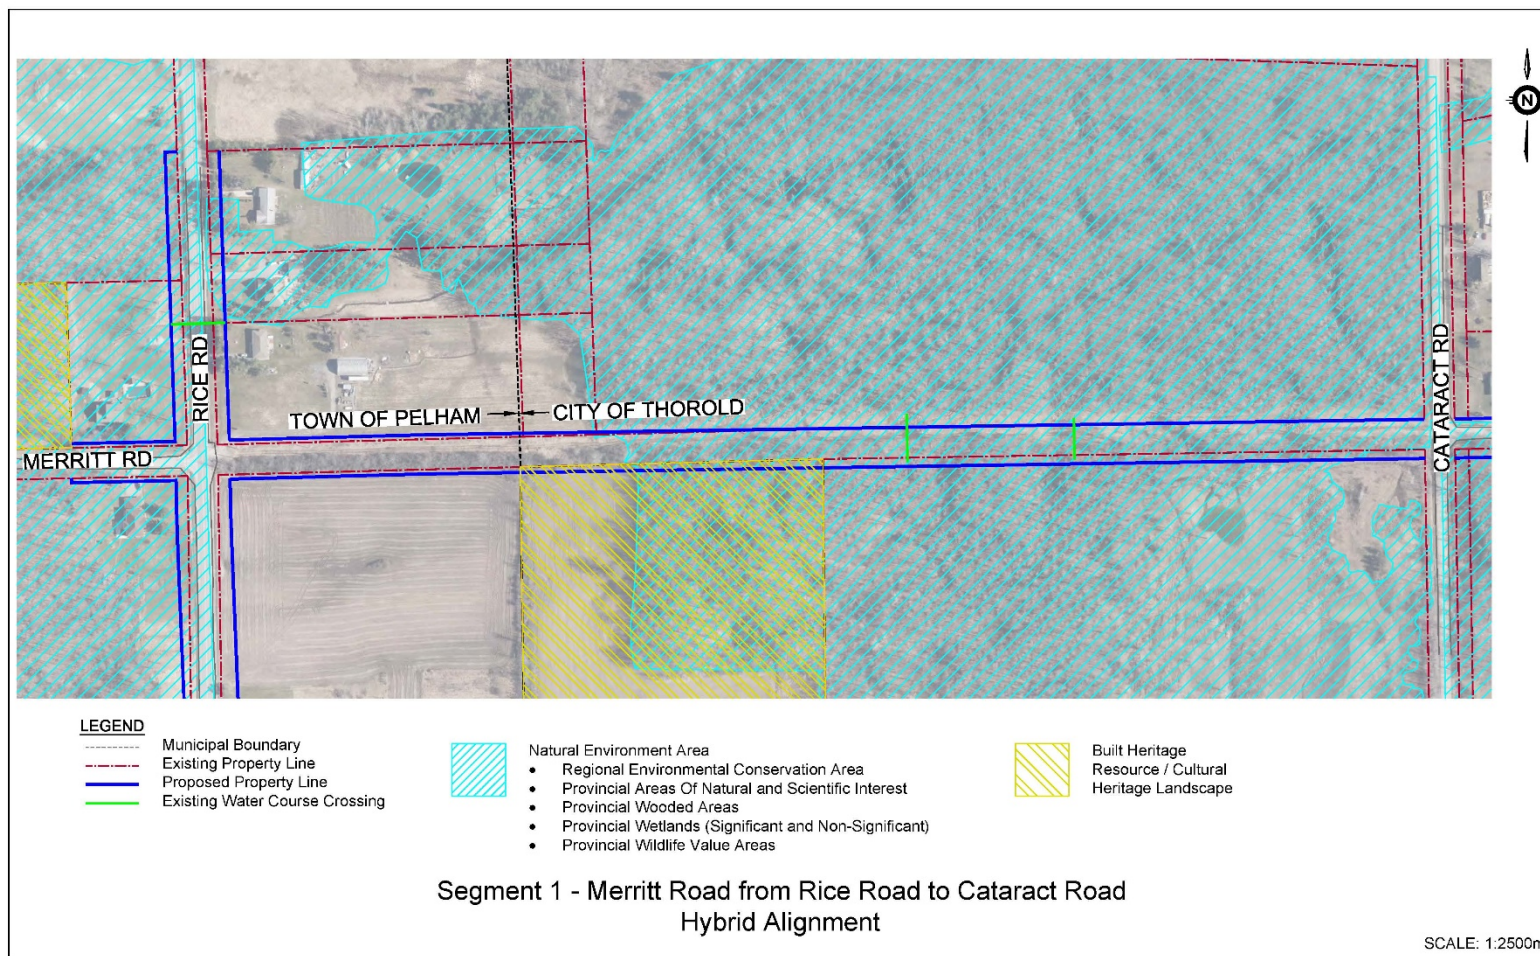 N
RICE RD
CATARACT RD
TOWN OF PELHAM
CITY OF THOROLD
MERRITT RD
LEGEND
Municipal Boundary
Existing Property Line
Proposed Property Line
Existing Water Course Crossing
Natural Environment Area
• Regional Environmental Conservation Area
• Provincial Areas Of Natural and Scientific Interest
• Provincial Wooded Areas
• Provincial Wetlands (Significant and Non-Significant)
• Provincial Wildlife Value Areas
Built Heritage
Resource / Cultural
Heritage Landscape
Segment 1 - Merritt Road from Rice Road to Cataract Road
Hybrid Alignment
SCALE: 1:2500m